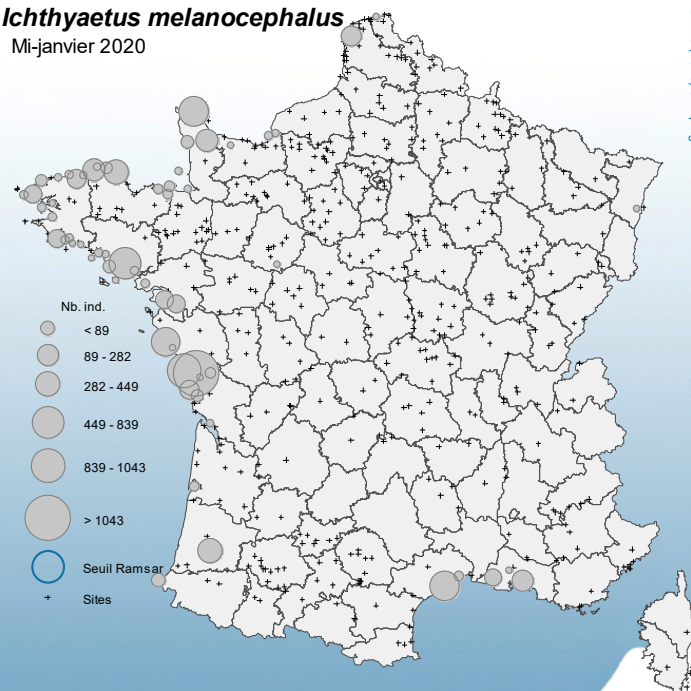 Ichthyaetus melanocephalus
Mi-janvier 2020
Nb. ind.
< 89
89 - 282
282 - 449
449 - 839
839 - 1043
> 1043
Seuil Ramsar
Sites